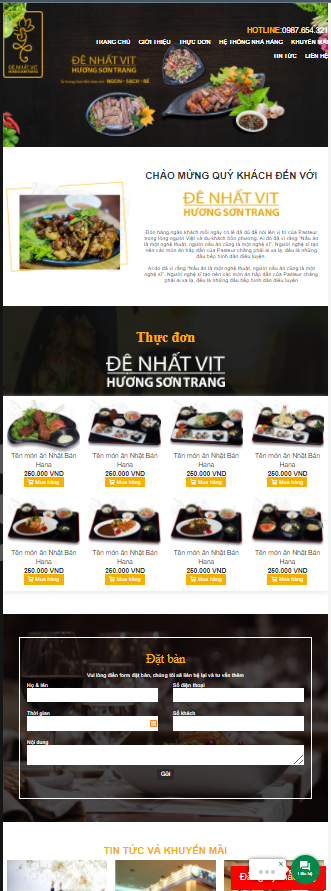 HOTLINE:0987.654.321
TRANG CHỦ GIỚI THIỆU THỰC ĐƠN HỆ THỐNG NHÀ HÀNG KHUYẾN MÃI
TIN TỨC LIÊN HỆ
ĐỆ NHẤT VỊT
HƯƠNG SƠN TRANG
ĐỆ NHẤT VỊT
HƯƠNG SƠN TRANG
NGON - SẠCH - RẺ
CHÀO MỪNG QUÝ KHÁCH ĐẾN VỚI
ĐỆ NHẤT VỊT
HƯƠNG SƠN TRANG
Đón hàng ngàn khách mỗi ngày có lẽ đã đủ để nói lên vị trí của Pasteur
trong lòng người Việt và du khách bốn phương. Ai đó đã ví rằng "Nấu ăn
là một nghệ thuật, người nấu ăn cũng là một nghệ sĩ". Người nghệ sĩ tạo
nên các món ăn hấp dẫn của Pasteur chẳng phải ai xa lạ, đều là những
đầu bếp bình dân điêu luyện.
Ai đó đã ví rằng "Nấu ăn là một nghệ thuật, người nấu ăn cũng là một
nghệ sĩ". Người nghệ sĩ tạo nên các món ăn hấp dẫn của Pasteur chẳng
phải ai xa lạ, đều là những đầu bếp bình dân điêu luyện
Thực đơn
ĐỆ NHẤT VỊT
HƯƠNG SƠN TRANG
Tên món ăn Nhật Bản Tên món ăn Nhật Bản Tên món ăn Nhật Bản Tên món ăn Nhật Bản
Hana Hana Hana Hana
250.000 VND 250.000 VND 250.000 VND 250.000 VND
Mua hàng Mua hàng Mua hàng Mua hàng
Tên món ăn Nhật Bản Tên món ăn Nhật Bản Tên món ăn Nhật Bản Tên món ăn Nhật Bản
Hana Hana Hana Hana
250.000 VND 250.000 VND 250.000 VND 250.000 VND
Mua hàng Mua hàng Mua hàng Mua hàng
Đặt bàn
Vui lòng điền form đặt bàn, chúng tôi sẽ liên hệ lại và tư vấn thêm
Họ & tên Số điện thoại
Thời gian Số khách
Nội dung
Gửi
TIN TỨC VÀ KHUYẾN MÃI
Liên hệ